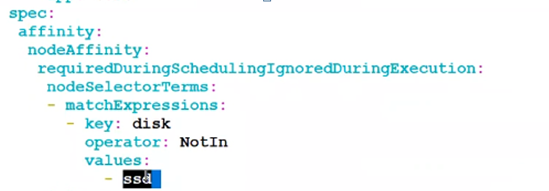 spec:
affinity:
nodeAffinity:
requiredDuringSchedulingIgnoredDuringExecution:
nodeSelectorTerms:
- matchExpressions:
- key: disk
operator: NotIn
values:
- ssd